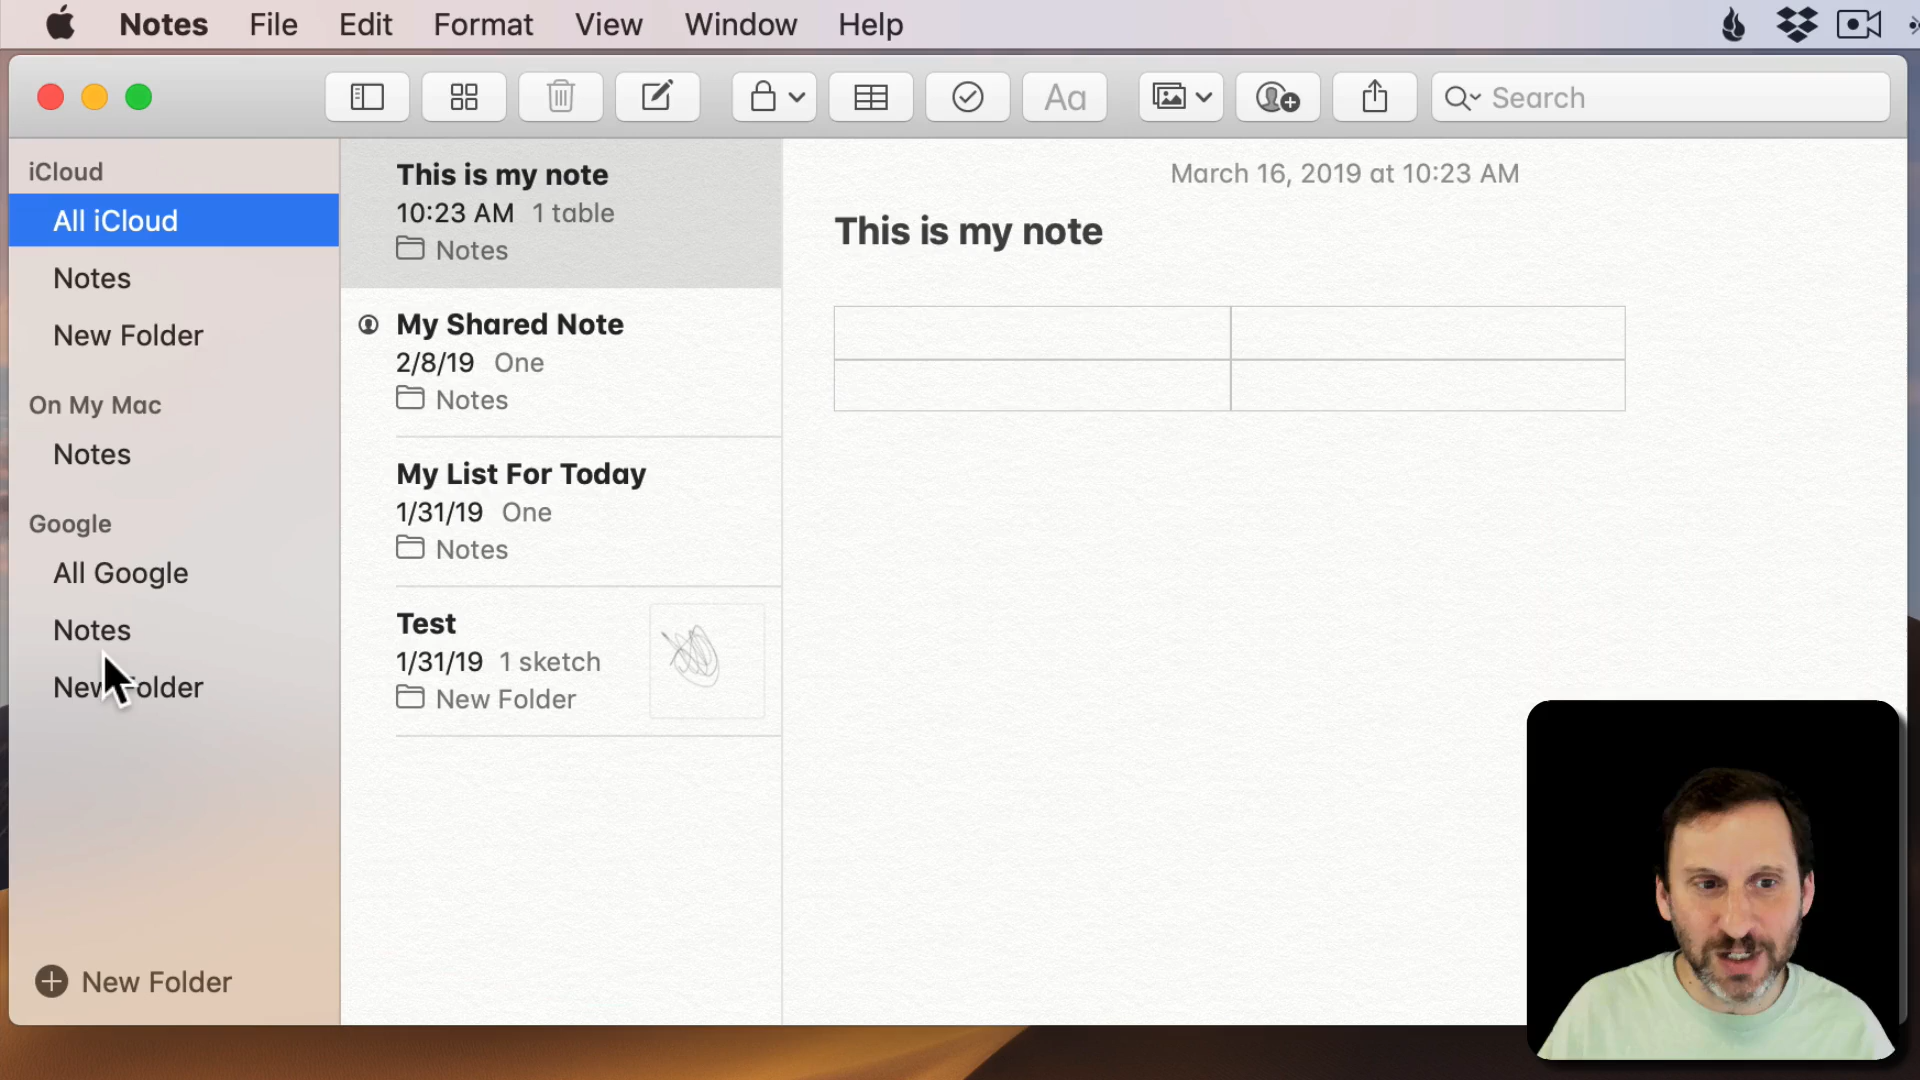 Notes File Edit Format View Window Help
Aa
Search
iCloud
All iCloud
Notes
New Folder
On My Mac
Notes
Google
All Google
Notes
New Folder
New Folder
This is my note
10:23 AM 1 table
Notes
My Shared Note
2/8/19 One
Notes
My List For Today
1/31/19 One
Notes
Test
1/31/19 1 sketch
New Folder
March 16, 2019 at 10:23 AM
This is my note